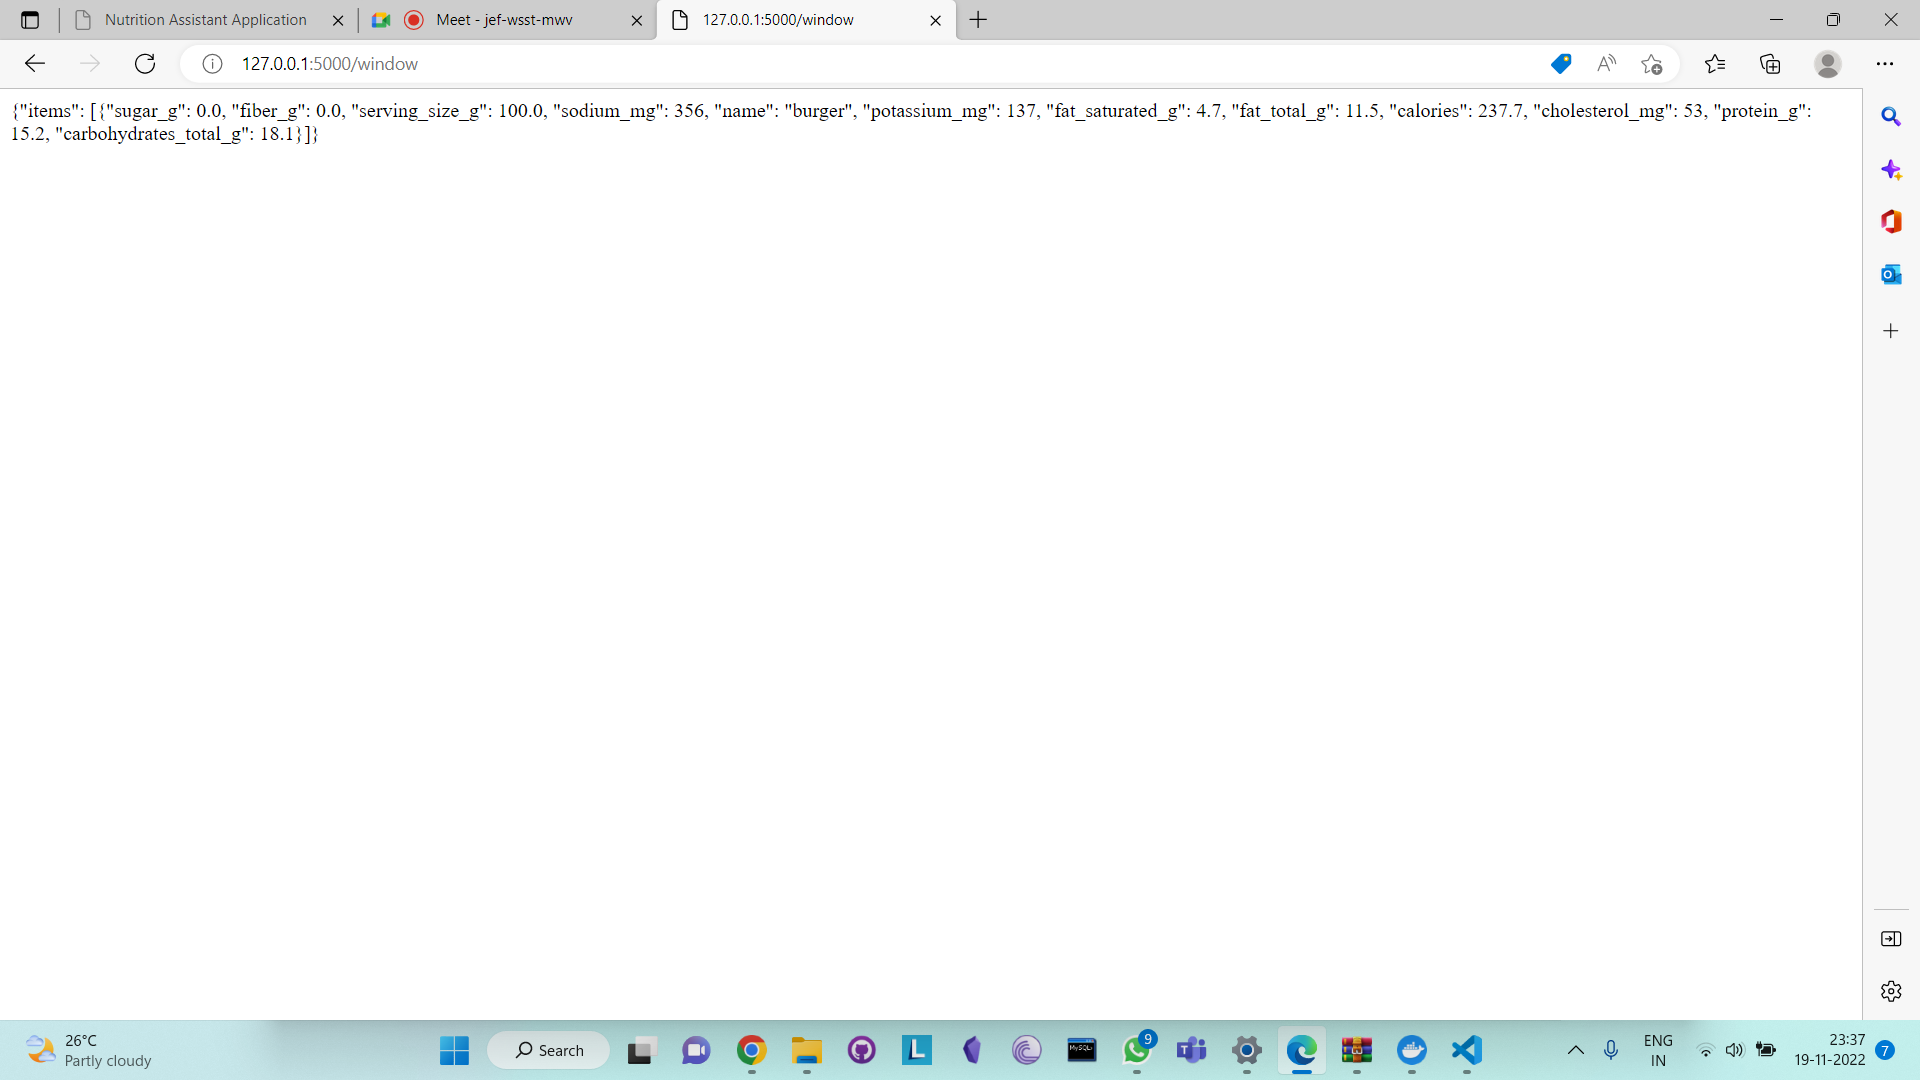 Nutrition Assistant Application
Meet - jef-wsst-mwv
127.0.0.1:5000/window
127.0.0.1:5000/window
{"items": [{"sugar_g": 0.0, "fiber_g": 0.0, "serving_size_g": 100.0, "sodium_mg": 356, "name": "burger", "potassium_mg": 137, "fat_saturated_g": 4.7, "fat_total_g": 11.5, "calories": 237.7, "cholesterol_mg": 53, "protein_g":
15.2, "carbohydrates_total_g": 18.1}]}
26°C
Partly cloudy
Search
L
MySQL
9
ENG
IN
23:37
19-11-2022
7